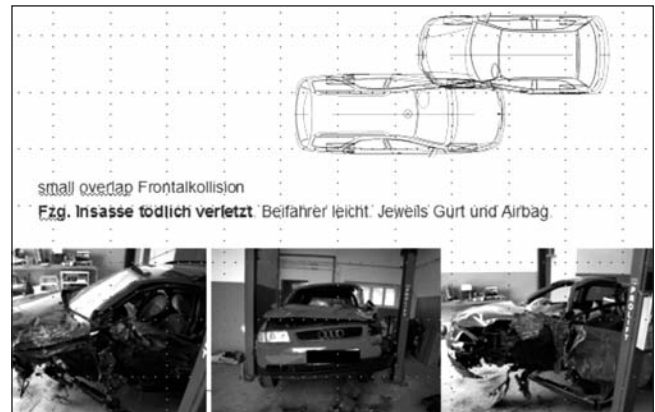 small overlap Frontalkollision
Fzg. Insasse tödlich verletzt. Beifahrer leicht. Jeweils Gurt und Airbag